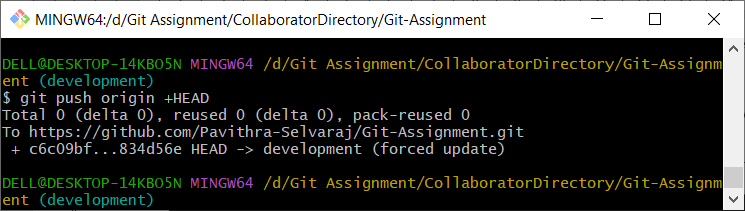 MINGW64:/d/Git Assignment/CollaboratorDirectory/Git-Assignment
DELL@DESKTOP-14KBO5N MINGW64 /d/Git Assignment/CollaboratorDirectory/Git-Assignm
ent (development)
$ git push origin +HEAD
Total 0 (delta 0), reused 0 (delta 0), pack-reused 0
To https://github.com/Pavithra-Selvaraj/Git-Assignment.git
 + c6c09bf...834d56e HEAD -> development (forced update)
DELL@DESKTOP-14KBO5N MINGW64 /d/Git Assignment/CollaboratorDirectory/Git-Assignm
ent (development)